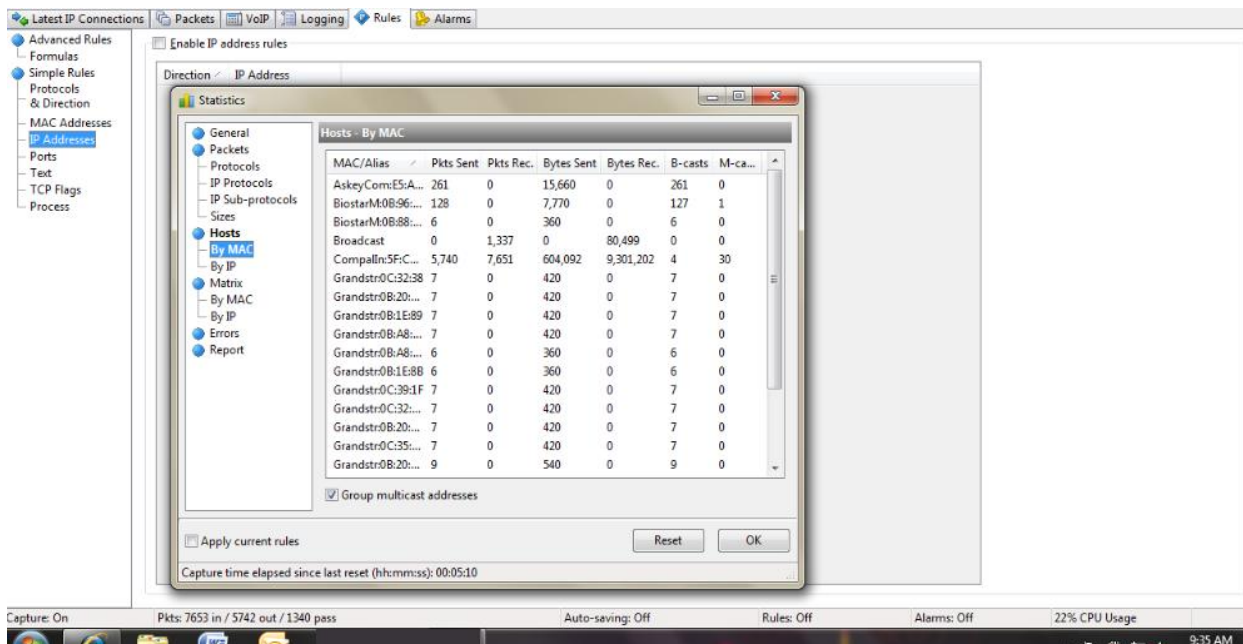 Latest IP Connections Packets VoIP Logging Rules Alarms
Advanced Rules
Formulas
Simple Rules
Protocols
& Direction
MAC Addresses
IP Addresses
Ports
Text
TCP Flags
Process
Enable IP address rules
Direction IP Address
Statistics
General
Packets
Protocols
IP Protocols
IP Sub-protocols
Sizes
Hosts
By MAC
By IP
Matrix
By MAC
By IP
Errors
Report
Hosts - By MAC
MAC/Alias Pkts Sent Pkts Rec. Bytes Sent Bytes Rec. B-casts M-ca...
AskeyCom:E5:A... 261 0 15,660 0 261 0
BiostarM:0B:96:... 128 0 7,770 0 127 1
BiostarM:0B:88:... 6 0 360 0 6 0
Broadcast 0 1,337 0 80,499 0 0
CompalIn:5F:C... 5,740 7,651 604,092 9,301,202 4 30
Grandstr:0C:32:38 7 0 420 0 7 0
Grandstr:0B:20:... 7 0 420 0 7 0
Grandstr:0B:1E:89 7 0 420 0 7 0
Grandstr:0B:A8:... 7 0 420 0 7 0
Grandstr:0B:A8:... 6 0 360 0 6 0
Grandstr:0B:1E:8B 6 0 360 0 6 0
Grandstr:0C:39:1F 7 0 420 0 7 0
Grandstr:0C:32:... 7 0 420 0 7 0
Grandstr:0B:20:... 7 0 420 0 7 0
Grandstr:0C:35:... 7 0 420 0 7 0
Grandstr:0B:20:... 9 0 540 0 9 0
Group multicast addresses
Apply current rules
Reset OK
Capture time elapsed since last reset (hh:mm:ss): 00:05:10
Capture: On Pkts: 7653 in / 5742 out / 1340 pass Auto-saving: Off Rules: Off Alarms: Off 22% CPU Usage
9:35 AM